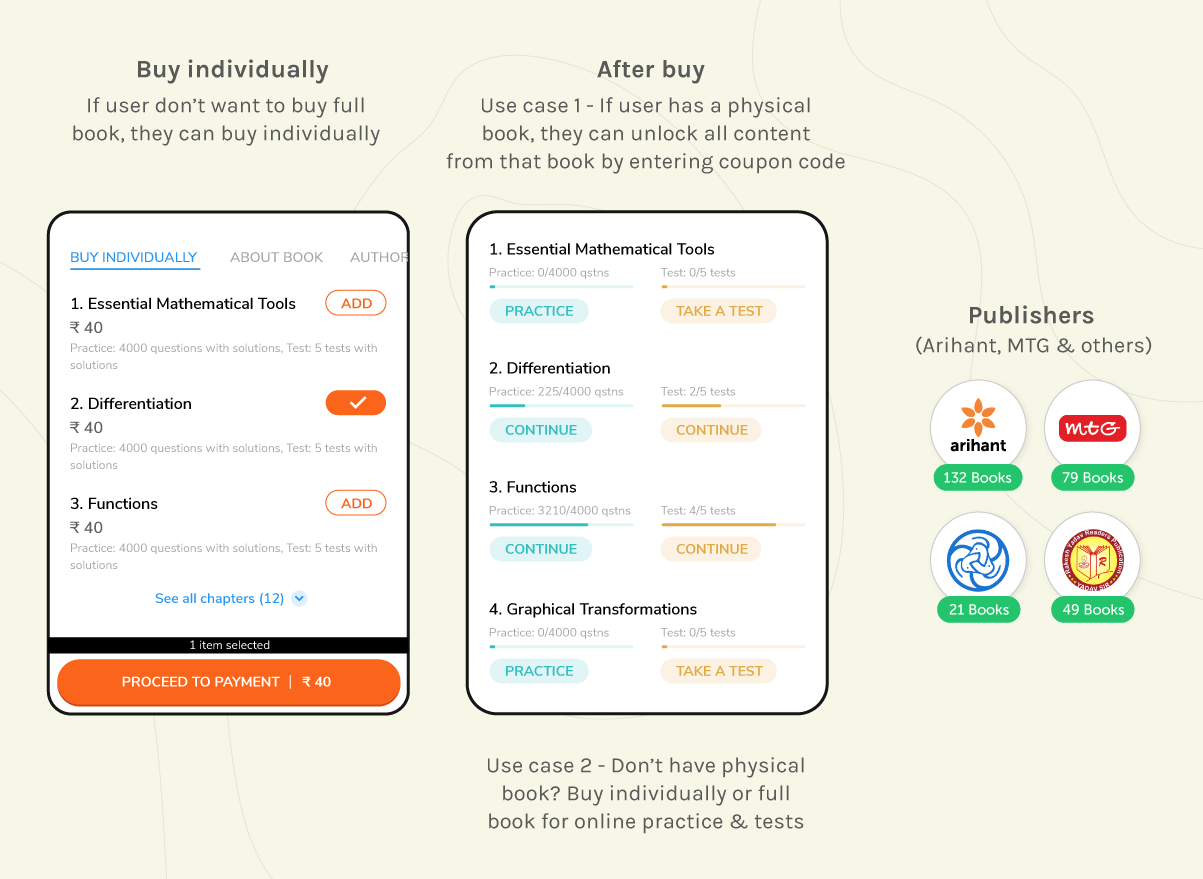 Buy individually
If user don't want to buy full
book, they can buy individually
BUY INDIVIDUALLY ABOUT BOOK AUTHOR
1. Essential Mathematical Tools ADD
₹ 40
Practice: 4000 questions with solutions, Test: 5 tests with
solutions
2. Differentiation
₹ 40
Practice: 4000 questions with solutions, Test: 5 tests with
solutions
3. Functions ADD
₹ 40
Practice: 4000 questions with solutions, Test: 5 tests with
solutions
See all chapters (12)
1 item selected
PROCEED TO PAYMENT | ₹ 40
After buy
Use case 1 - If user has a physical
book, they can unlock all content
from that book by entering coupon code
1. Essential Mathematical Tools
Practice: 0/4000 qstns Test: 0/5 tests
PRACTICE TAKE A TEST
2. Differentiation
Practice: 225/4000 qstns Test: 2/5 tests
CONTINUE CONTINUE
3. Functions
Practice: 3210/4000 qstns Test: 4/5 tests
CONTINUE CONTINUE
4. Graphical Transformations
Practice: 0/4000 qstns Test: 0/5 tests
PRACTICE TAKE A TEST
Use case 2 - Don't have physical
book? Buy individually or full
book for online practice & tests
Publishers
(Arihant, MTG & others)
arihant
132 Books
mtG
79 Books
21 Books
Rakesh Yadav Readers Publication
YADAV SIR
49 Books